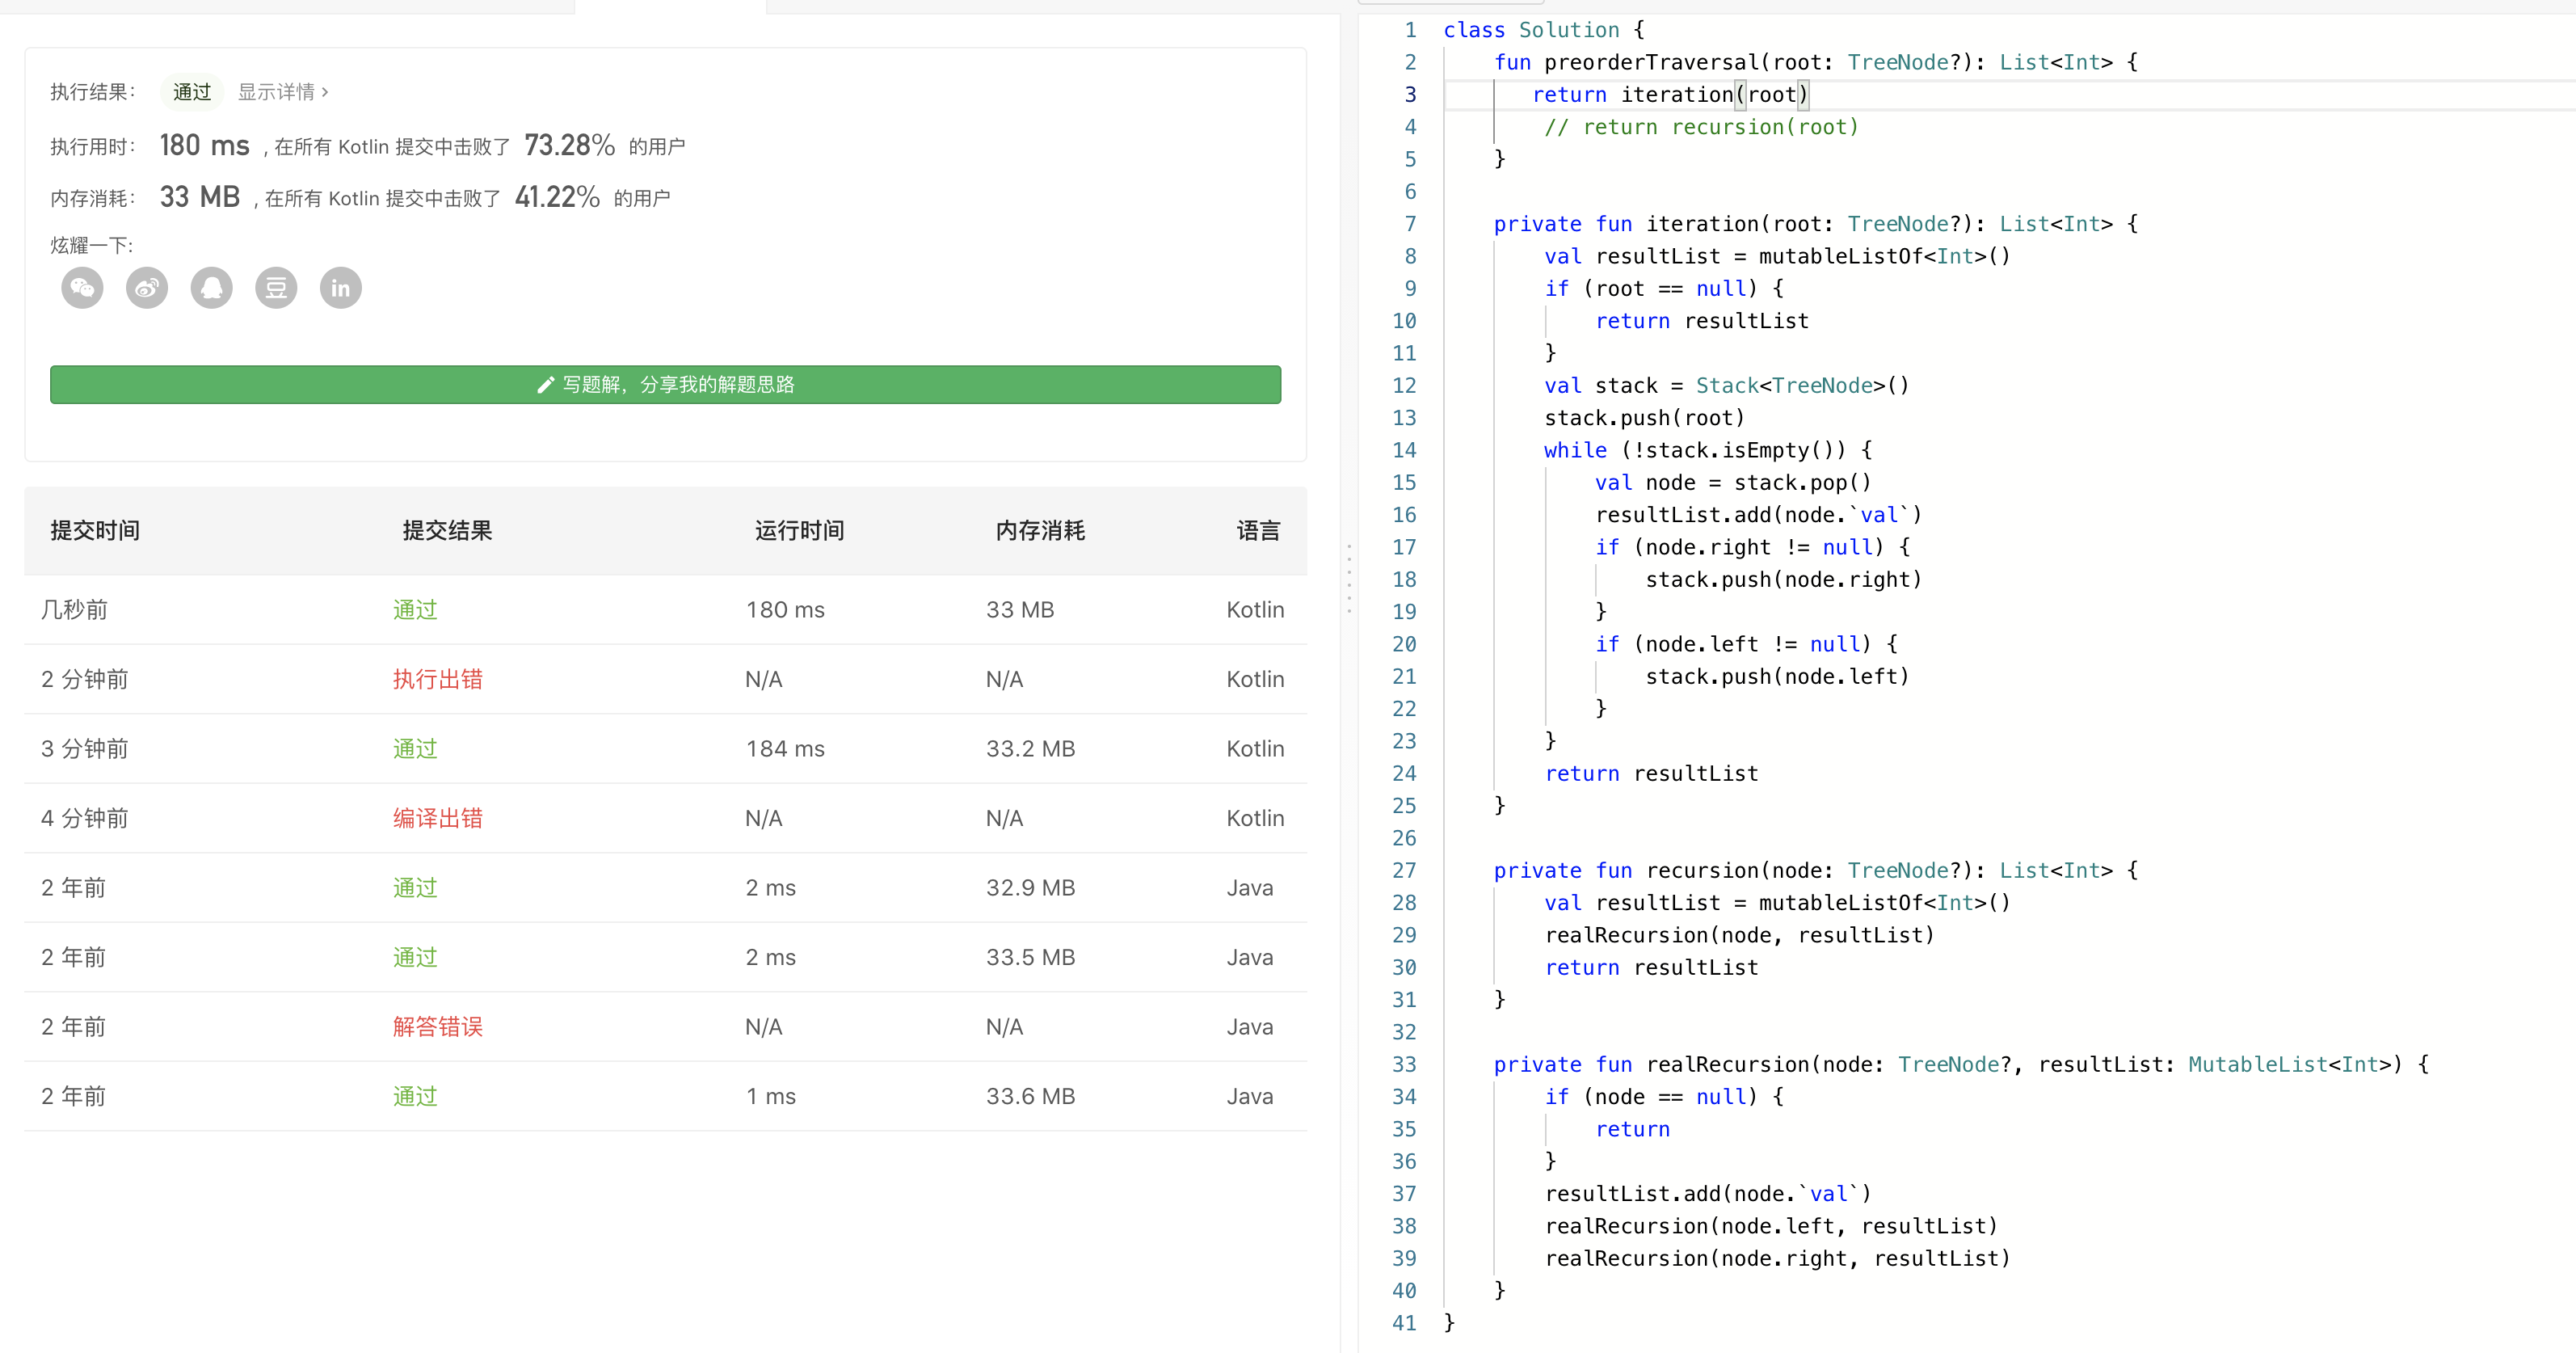 执行结果： 通过 显示详情 >
执行用时： 180 ms , 在所有 Kotlin 提交中击败了 73.28% 的用户
内存消耗： 33 MB , 在所有 Kotlin 提交中击败了 41.22% 的用户
炫耀一下:
写题解，分享我的解题思路
提交时间 提交结果 运行时间 内存消耗 语言
几秒前 通过 180 ms 33 MB Kotlin
2 分钟前 执行出错 N/A N/A Kotlin
3 分钟前 通过 184 ms 33.2 MB Kotlin
4 分钟前 编译出错 N/A N/A Kotlin
2 年前 通过 2 ms 32.9 MB Java
2 年前 通过 2 ms 33.5 MB Java
2 年前 解答错误 N/A N/A Java
2 年前 通过 1 ms 33.6 MB Java
1 class Solution {
2     fun preorderTraversal(root: TreeNode?): List<Int> {
3        return iteration(root)
4         // return recursion(root)
5     }
6
7     private fun iteration(root: TreeNode?): List<Int> {
8         val resultList = mutableListOf<Int>()
9         if (root == null) {
10             return resultList
11         }
12         val stack = Stack<TreeNode>()
13         stack.push(root)
14         while (!stack.isEmpty()) {
15             val node = stack.pop()
16             resultList.add(node.`val`)
17             if (node.right != null) {
18                 stack.push(node.right)
19             }
20             if (node.left != null) {
21                 stack.push(node.left)
22             }
23         }
24         return resultList
25     }
26
27     private fun recursion(node: TreeNode?): List<Int> {
28         val resultList = mutableListOf<Int>()
29         realRecursion(node, resultList)
30         return resultList
31     }
32
33     private fun realRecursion(node: TreeNode?, resultList: MutableList<Int>) {
34         if (node == null) {
35             return
36         }
37         resultList.add(node.`val`)
38         realRecursion(node.left, resultList)
39         realRecursion(node.right, resultList)
40     }
41 }